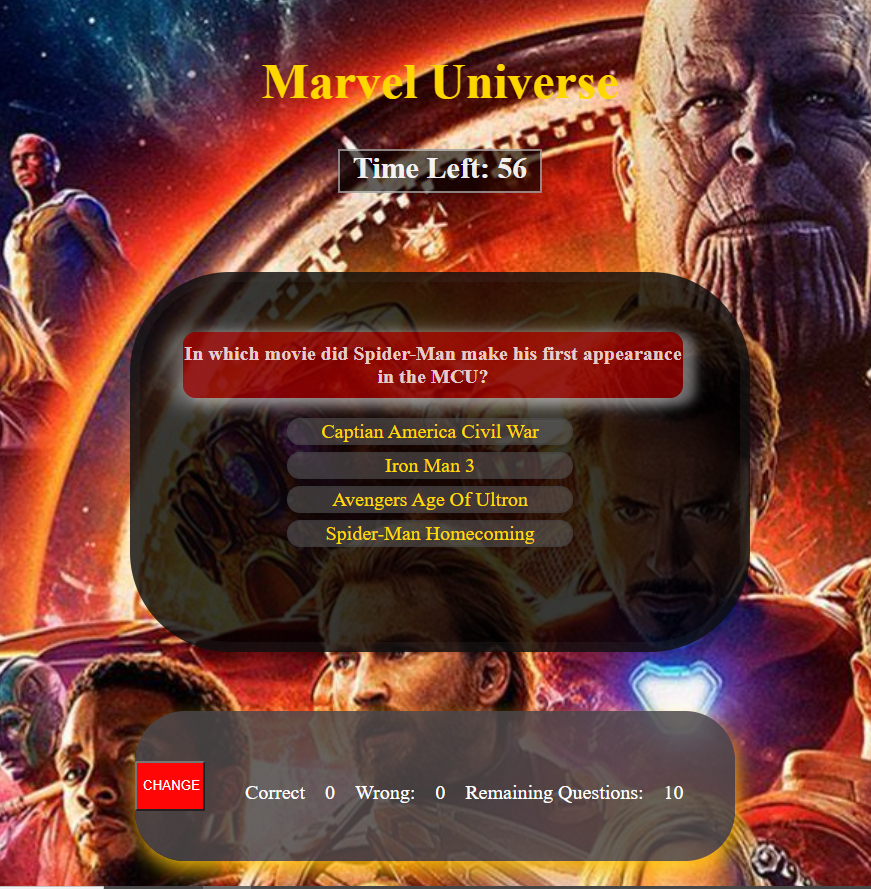 Marvel Universe
Time Left: 56
In which movie did Spider-Man make his first appearance
in the MCU?
Captian America Civil War
Iron Man 3
Avengers Age Of Ultron
Spider-Man Homecoming
CHANGE Correct 0 Wrong: 0 Remaining Questions: 10